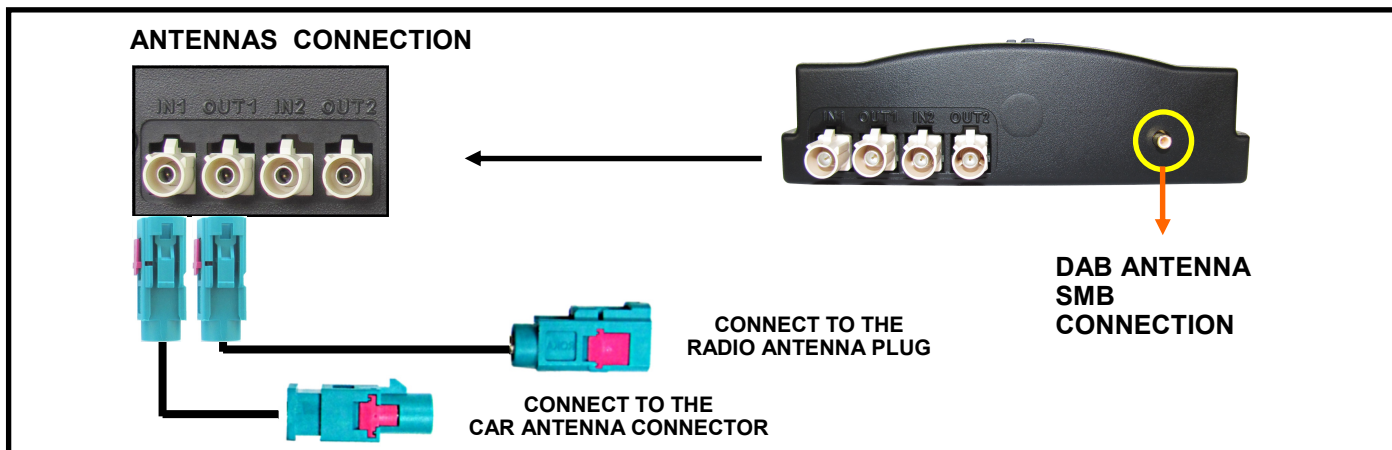 ANTENNAS CONNECTION
IN1 OUT1 IN2 OUT2
IN1 OUT1 IN2 OUT2
DAB ANTENNA
SMB
CONNECTION
CONNECT TO THE
RADIO ANTENNA PLUG
CONNECT TO THE
CAR ANTENNA CONNECTOR